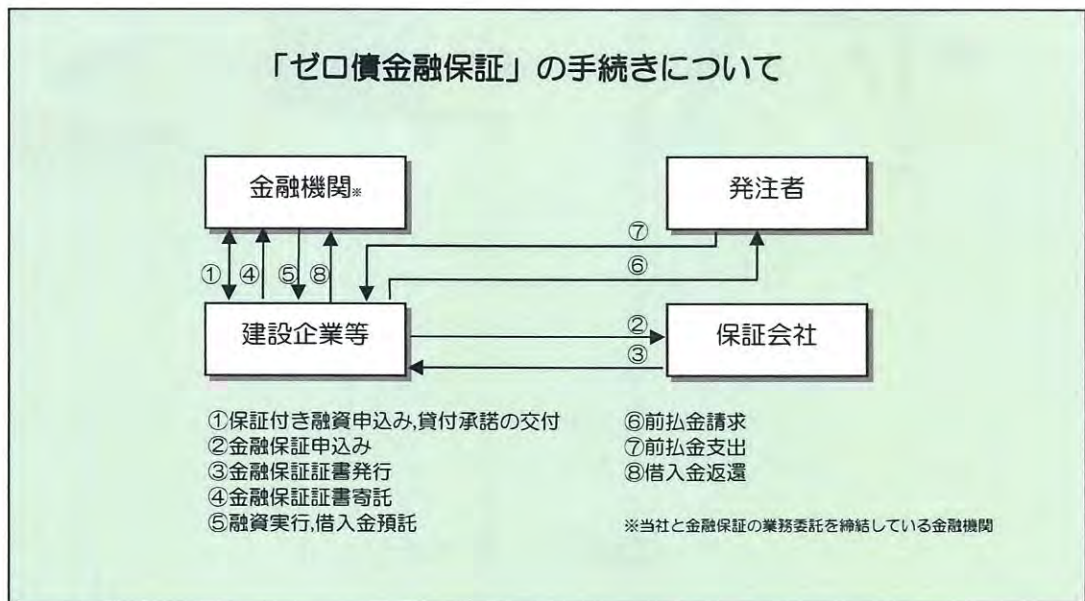 「ゼロ債金融保証」の手続きについて
金融機関※
発注者
⑦
⑥
① ④ ⑤ ⑧
建設企業等
②
③
保証会社
①保証付き融資申込み,貸付承諾の交付
②金融保証申込み
③金融保証証書発行
④金融保証証書寄託
⑤融資実行,借入金預託
⑥前払金請求
⑦前払金支出
⑧借入金返還
※当社と金融保証の業務委託を締結している金融機関